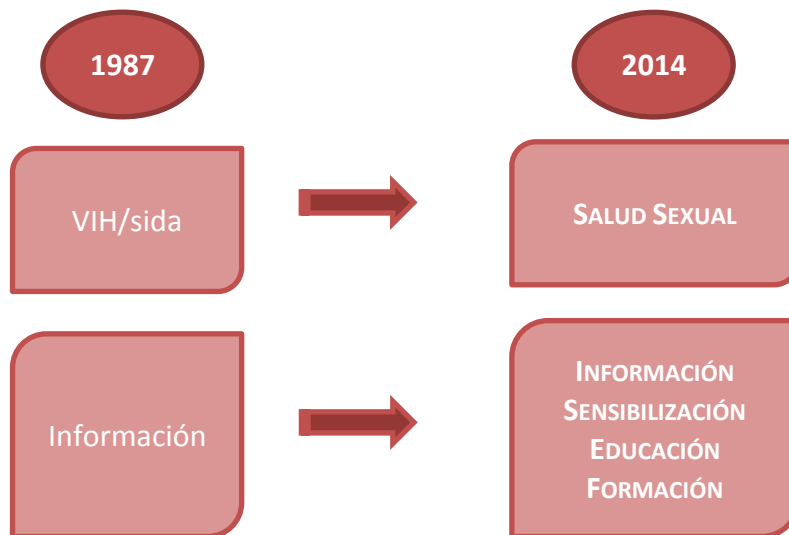 1987
2014
VIH/sida
SALUD SEXUAL
Información
INFORMACIÓN
SENSIBILIZACIÓN
EDUCACIÓN
FORMACIÓN